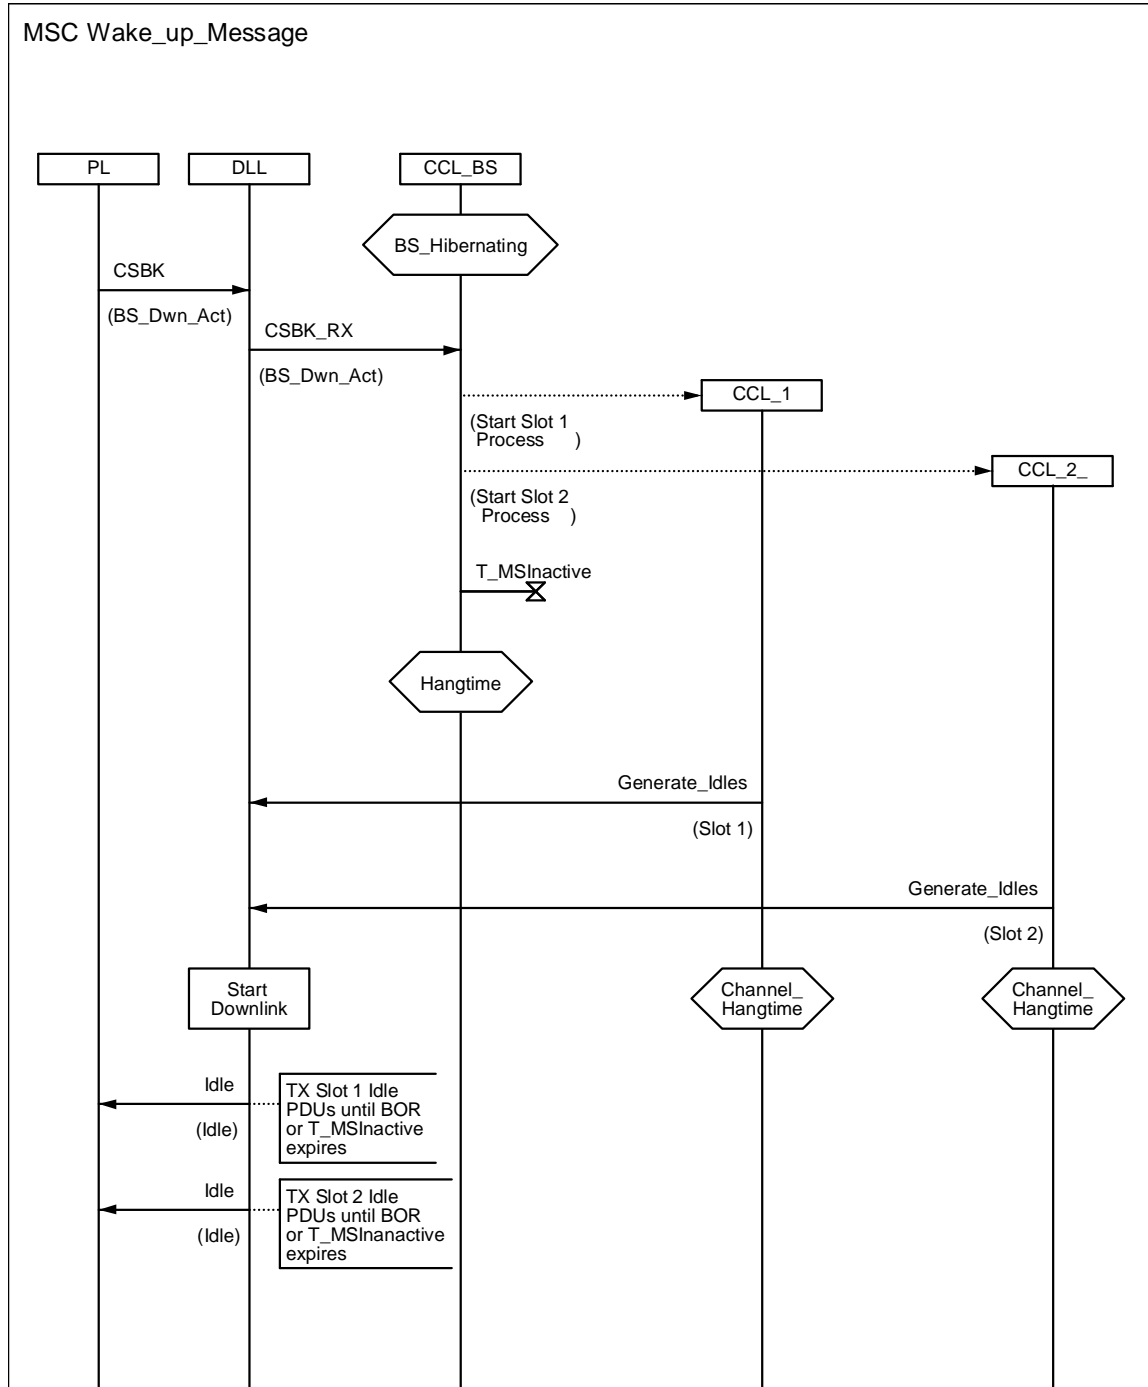 MSC Wake_up_Message
PL
DLL
CCL_BS
BS_Hibernating
CSBK
(BS_Dwn_Act)
CSBK_RX
(BS_Dwn_Act)
CCL_1
(Start Slot 1
Process )
CCL_2_
(Start Slot 2
Process )
T_MSInactive
Hangtime
Generate_Idles
(Slot 1)
Generate_Idles
(Slot 2)
Start
Downlink
Channel_
Hangtime
Channel_
Hangtime
Idle
(Idle)
TX Slot 1 Idle
PDUs until BOR
or T_MSInactive
expires
Idle
(Idle)
TX Slot 2 Idle
PDUs until BOR
or T_MSInanactive
expires